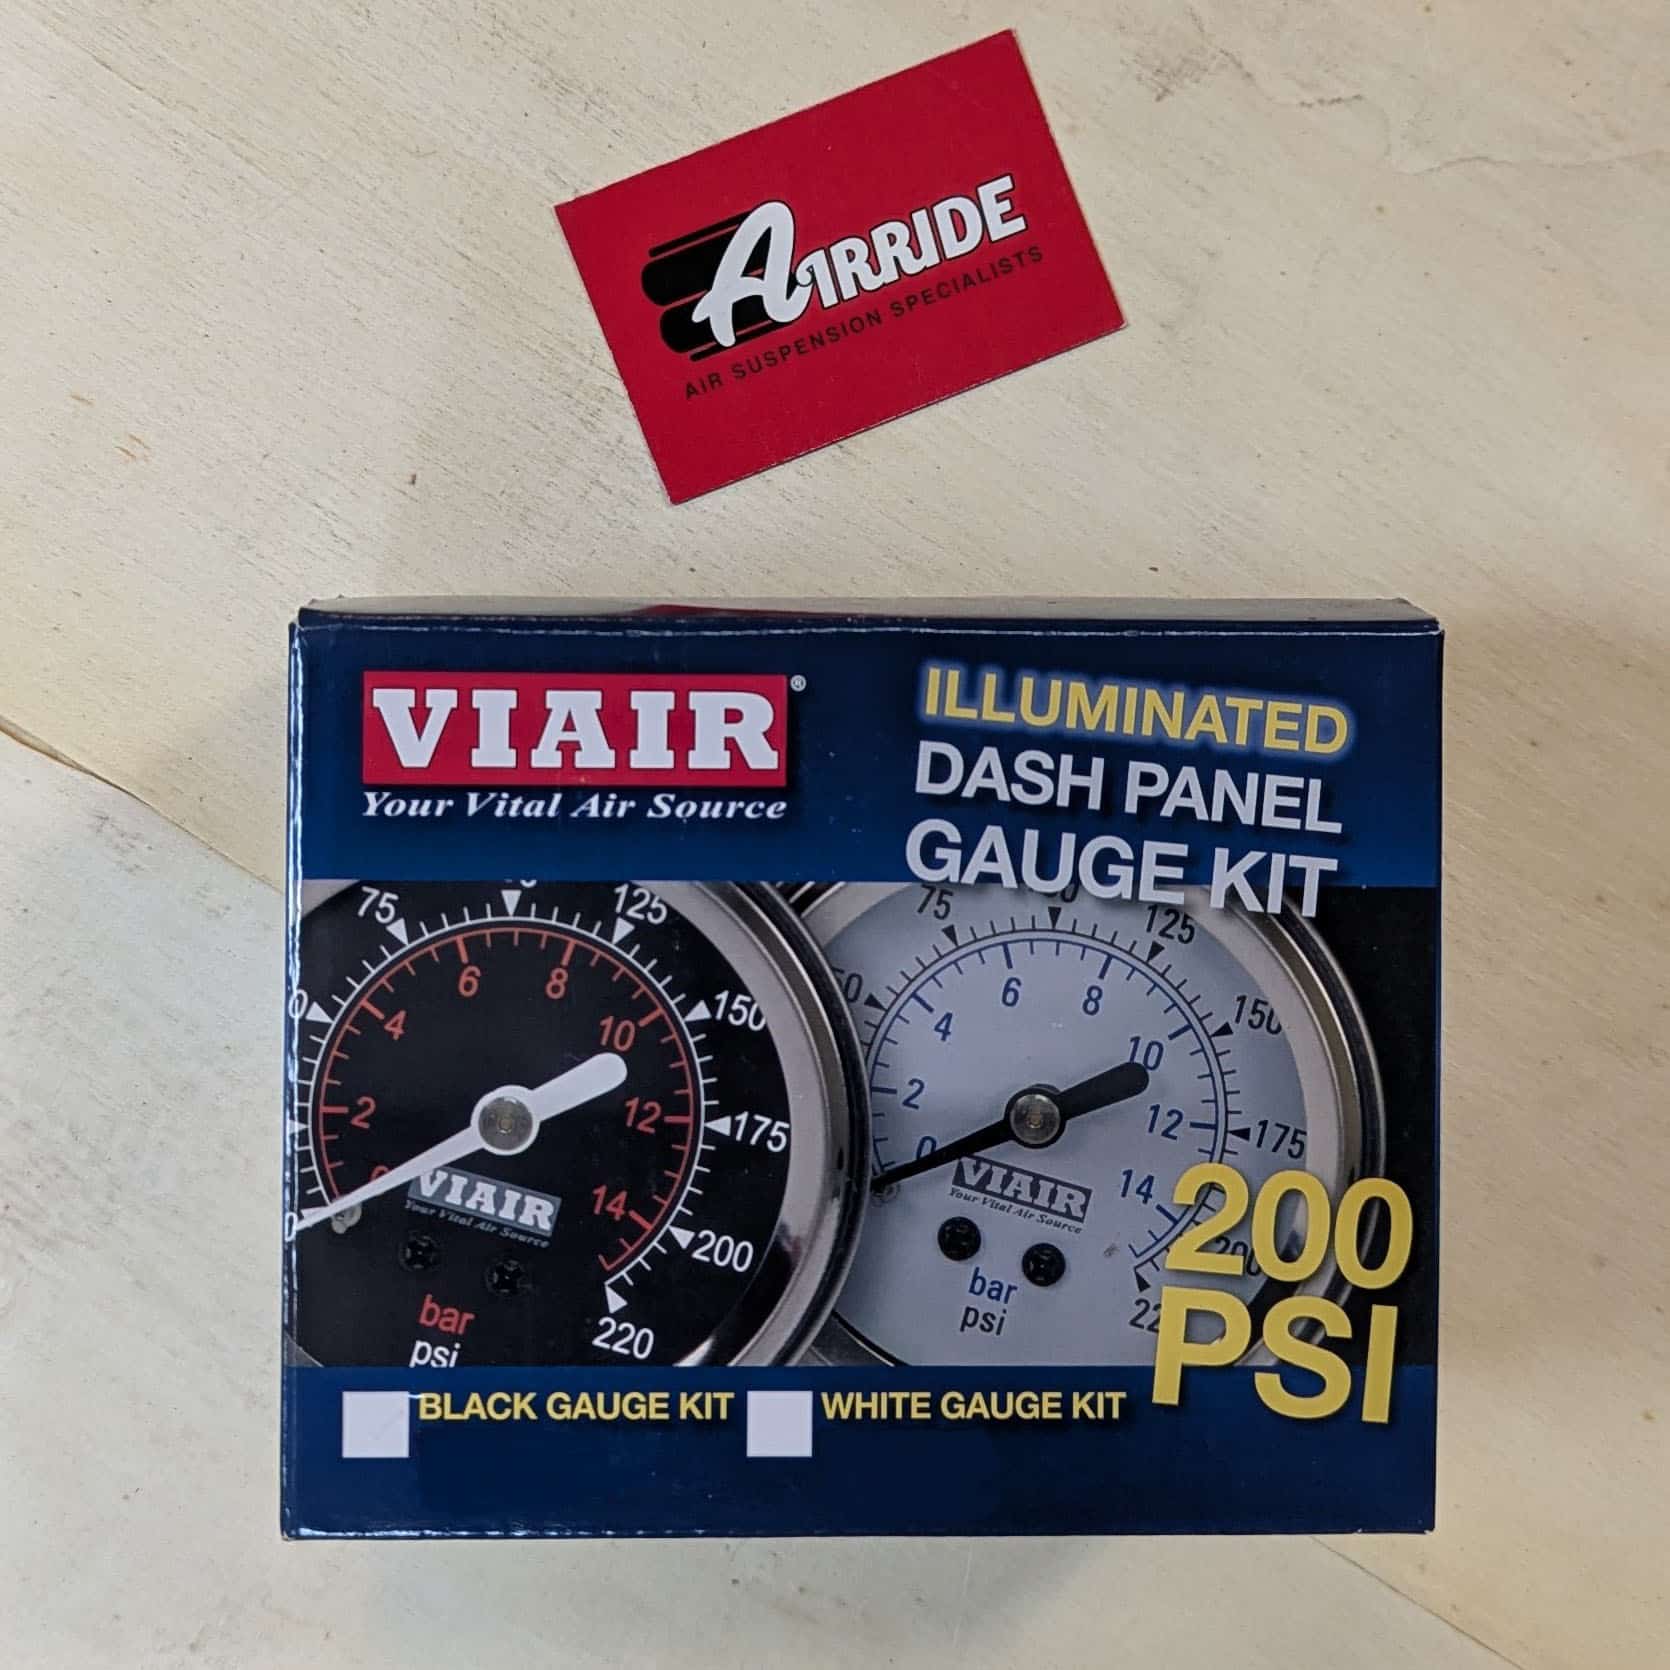 AIRRIDE
AIR SUSPENSION SPECIALISTS
VIAIR®
Your Vital Air Source
ILLUMINATED
DASH PANEL
GAUGE KIT
75
125
150
175
200
220
0
2
4
6
8
10
12
14
VIAIR
Your Vital Air Source
bar
psi
75
125
150
175
200
0
2
4
6
8
10
12
14
VIAIR
Your Vital Air Source
bar
psi
200
PSI
BLACK GAUGE KIT
WHITE GAUGE KIT